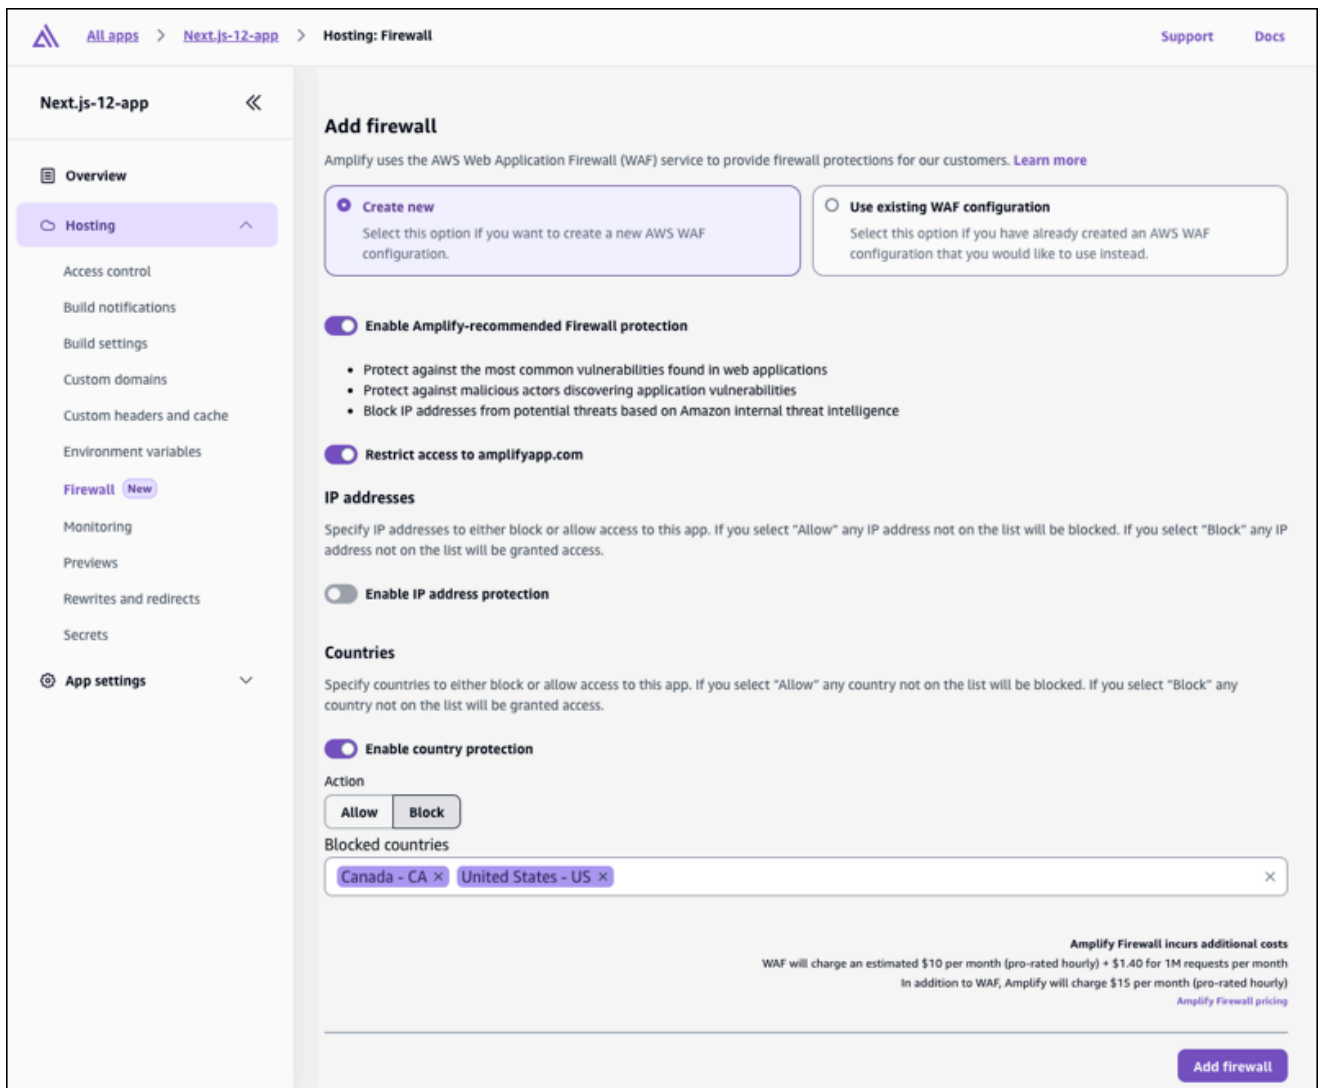 All apps > Next.js-12-app > Hosting: Firewall Support Docs
Next.js-12-app
Overview
Hosting
Access control
Build notifications
Build settings
Custom domains
Custom headers and cache
Environment variables
Firewall New
Monitoring
Previews
Rewrites and redirects
Secrets
App settings
Add firewall
Amplify uses the AWS Web Application Firewall (WAF) service to provide firewall protections for our customers. Learn more
Create new
Select this option if you want to create a new AWS WAF
configuration.
Use existing WAF configuration
Select this option if you have already created an AWS WAF
configuration that you would like to use instead.
Enable Amplify-recommended Firewall protection
• Protect against the most common vulnerabilities found in web applications
• Protect against malicious actors discovering application vulnerabilities
• Block IP addresses from potential threats based on Amazon internal threat intelligence
Restrict access to amplifyapp.com
IP addresses
Specify IP addresses to either block or allow access to this app. If you select "Allow" any IP address not on the list will be blocked. If you select "Block" any IP
address not on the list will be granted access.
Enable IP address protection
Countries
Specify countries to either block or allow access to this app. If you select "Allow" any country not on the list will be blocked. If you select "Block" any
country not on the list will be granted access.
Enable country protection
Action
Allow Block
Blocked countries
Canada - CA × United States - US × ×
Amplify Firewall incurs additional costs
WAF will charge an estimated $10 per month (pro-rated hourly) + $1.40 for 1M requests per month
In addition to WAF, Amplify will charge $15 per month (pro-rated hourly)
Amplify Firewall pricing
Add firewall